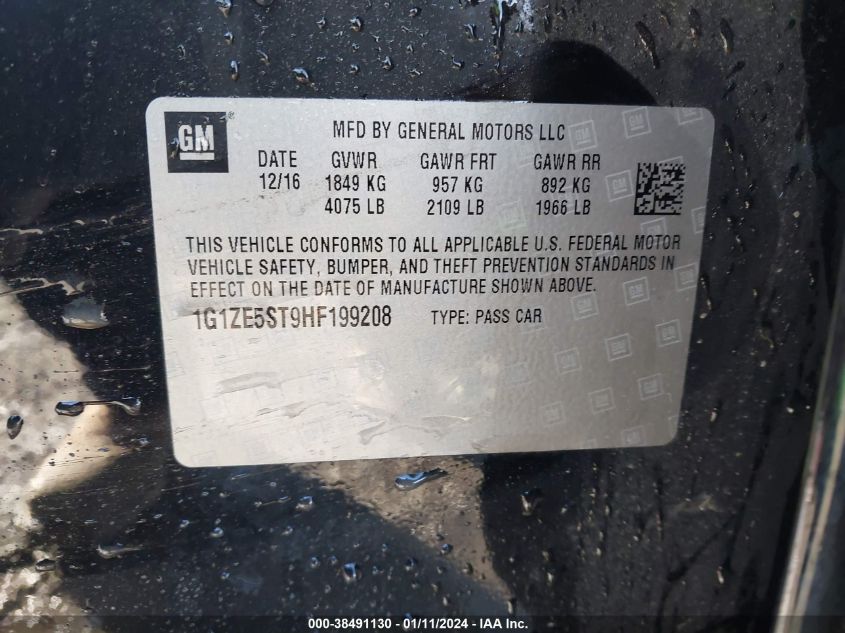 GM
MFD BY GENERAL MOTORS LLC
DATE GVWR GAWR FRT GAWR RR
12/16 1849 KG 957 KG 892 KG
4075 LB 2109 LB 1966 LB
THIS VEHICLE CONFORMS TO ALL APPLICABLE U.S. FEDERAL MOTOR
VEHICLE SAFETY, BUMPER, AND THEFT PREVENTION STANDARDS IN
EFFECT ON THE DATE OF MANUFACTURE SHOWN ABOVE.
1G1ZE5ST9HF199208 TYPE: PASS CAR
000-38491130 - 01/11/2024 - IAA Inc.